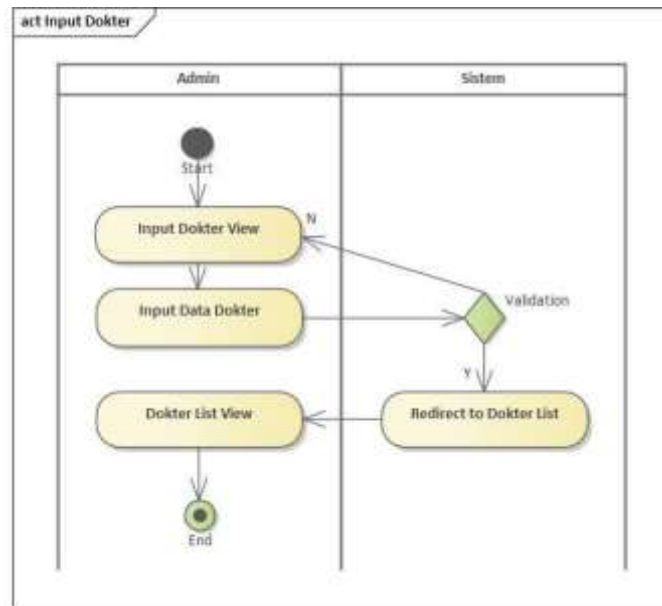 act Input Dokter
Admin
Sistem
Start
Input Dokter View
N
Input Data Dokter
Validation
Y
Dokter List View
Redirect to Dokter List
End